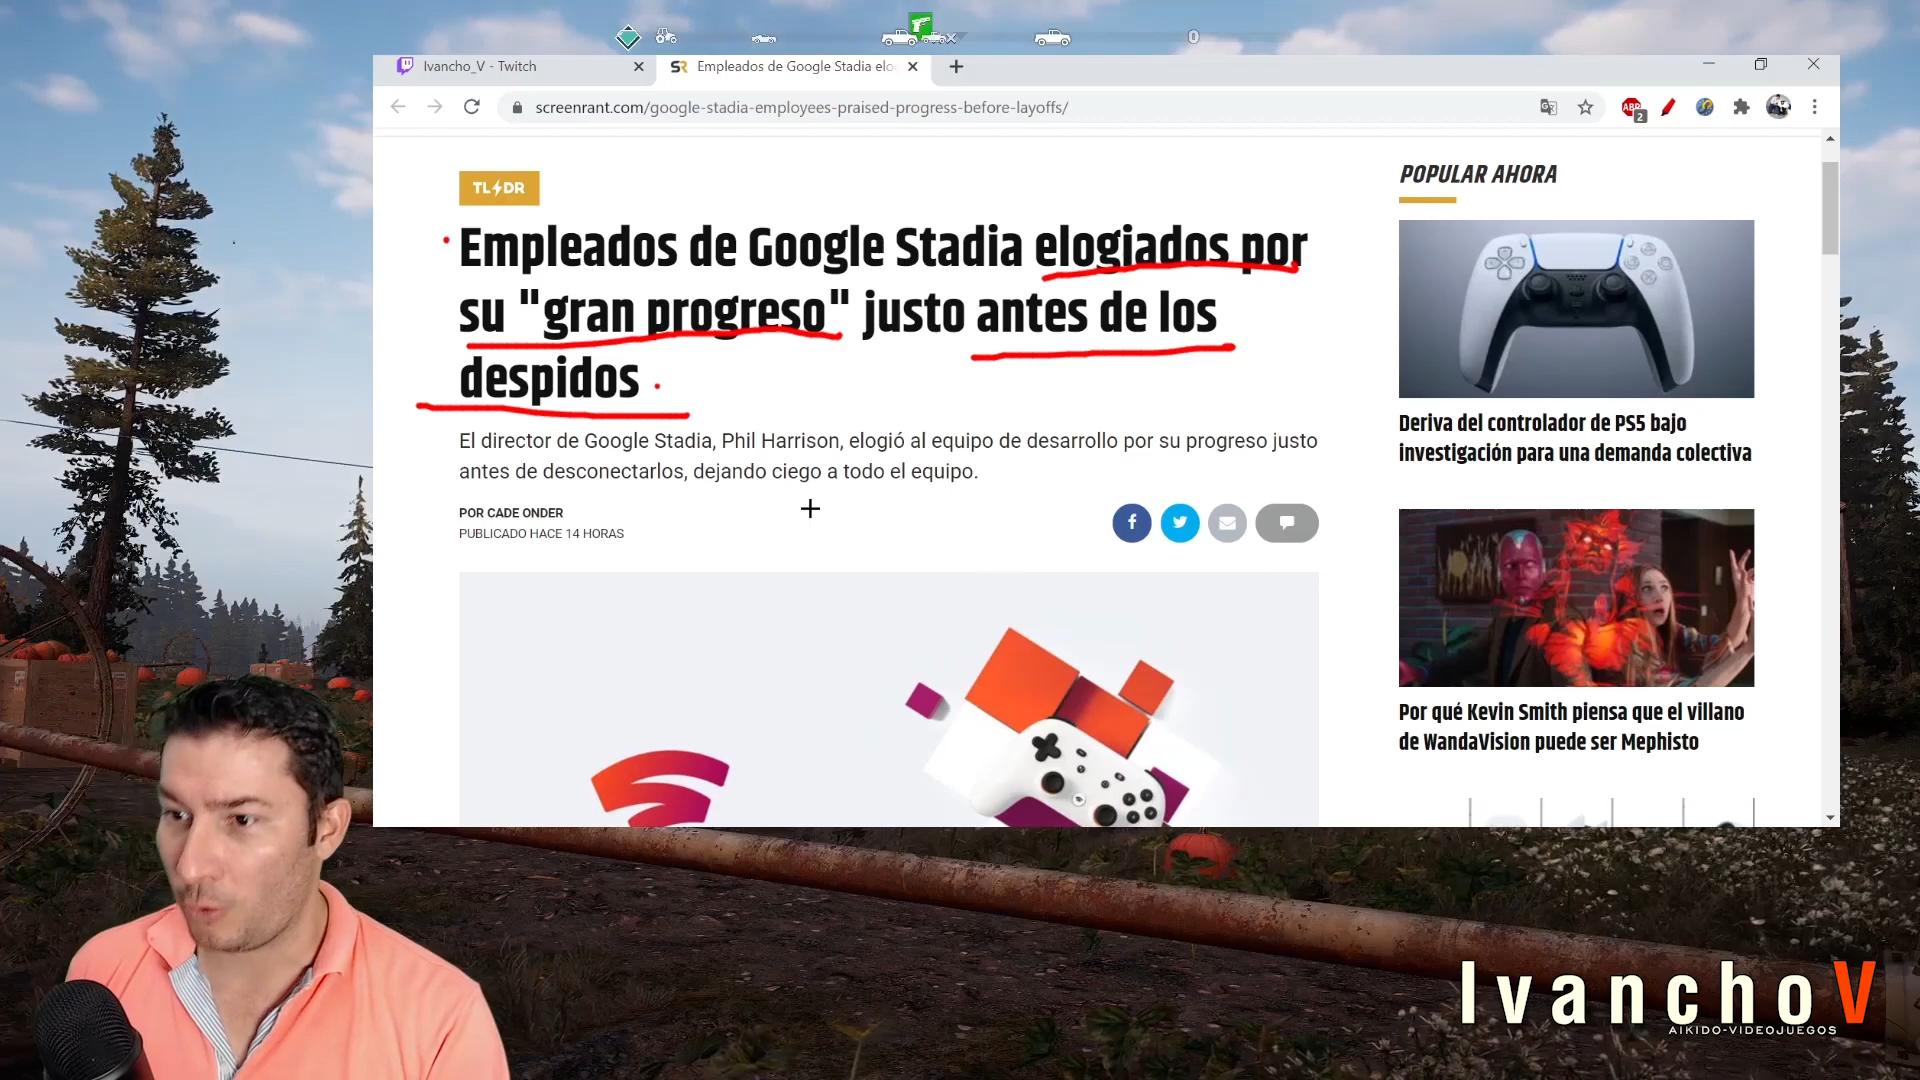 Ivancho_V - Twitch
Empleados de Google Stadia elo
screenrant.com/google-stadia-employees-praised-progress-before-layoffs/
ABP
2
TL DR
Empleados de Google Stadia elogiados por
su "gran progreso" justo antes de los
despidos
El director de Google Stadia, Phil Harrison, elogió al equipo de desarrollo por su progreso justo
antes de desconectarlos, dejando ciego a todo el equipo.
POR CADE ONDER
PUBLICADO HACE 14 HORAS
POPULAR AHORA
Deriva del controlador de PS5 bajo
investigación para una demanda colectiva
Por qué Kevin Smith piensa que el villano
de WandaVision puede ser Mephisto
IvanchoV
AIKIDO-VIDEOJUEGOS